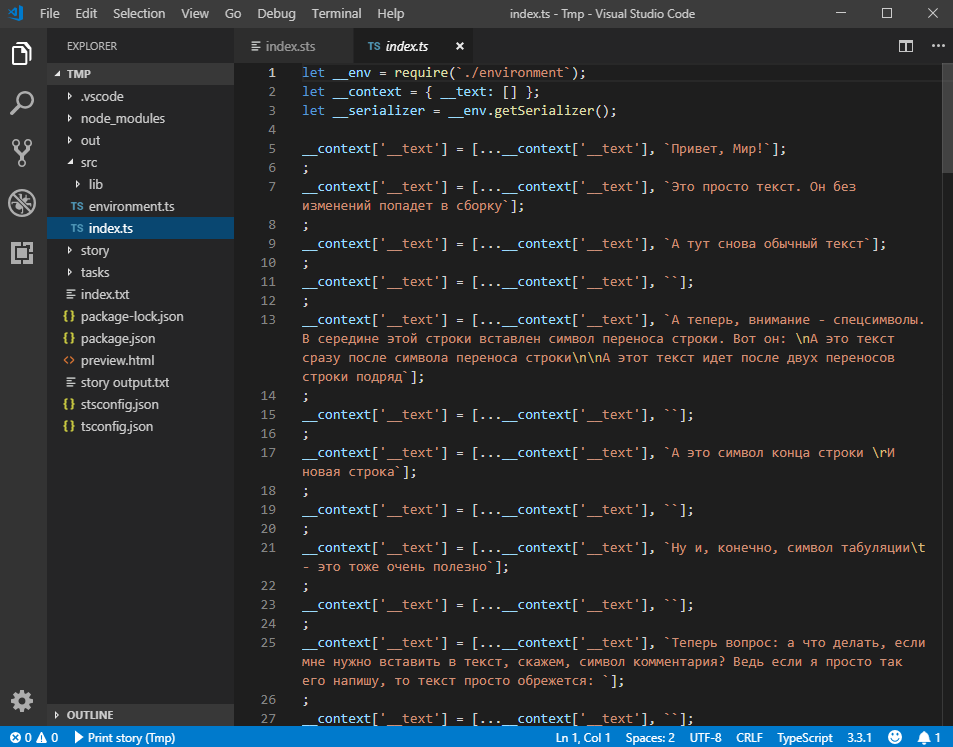 File Edit Selection View Go Debug Terminal Help index.ts - Tmp - Visual Studio Code
EXPLORER
TMP
.vscode
node_modules
out
src
lib
TS environment.ts
TS index.ts
story
tasks
index.txt
{} package-lock.json
{} package.json
<> preview.html
story output.txt
{} stsconfig.json
{} tsconfig.json
OUTLINE
index.sts TS index.ts
1 let __env = require(`./environment`);
2 let __context = { __text: [] };
3 let __serializer = __env.getSerializer();
4
5 __context['__text'] = [...__context['__text'], `Привет, Мир!`];
6 ;
7 __context['__text'] = [...__context['__text'], `Это просто текст. Он без
изменений попадет в сборку`];
8 ;
9 __context['__text'] = [...__context['__text'], `А тут снова обычный текст`];
10 ;
11 __context['__text'] = [...__context['__text'], ``];
12 ;
13 __context['__text'] = [...__context['__text'], `А теперь, внимание - спецсимволы.
В середине этой строки вставлен символ переноса строки. Вот он: \nА это текст
сразу после символа переноса строки\n\nА этот текст идет после двух переносов
строки подряд`];
14 ;
15 __context['__text'] = [...__context['__text'], ``];
16 ;
17 __context['__text'] = [...__context['__text'], `А это символ конца строки \rИ
новая строка`];
18 ;
19 __context['__text'] = [...__context['__text'], ``];
20 ;
21 __context['__text'] = [...__context['__text'], `Ну и, конечно, символ табуляции\t
- это тоже очень полезно`];
22 ;
23 __context['__text'] = [...__context['__text'], ``];
24 ;
25 __context['__text'] = [...__context['__text'], `Теперь вопрос: а что делать, если
мне нужно вставить в текст, скажем, символ комментария? Ведь если я просто так
его напишу, то текст просто обрежется: `];
26 ;
27 __context['__text'] = [...__context['__text'], ``];
0 0 Print story (Tmp) Ln 1, Col 1 Spaces: 2 UTF-8 CRLF TypeScript 3.3.1 1